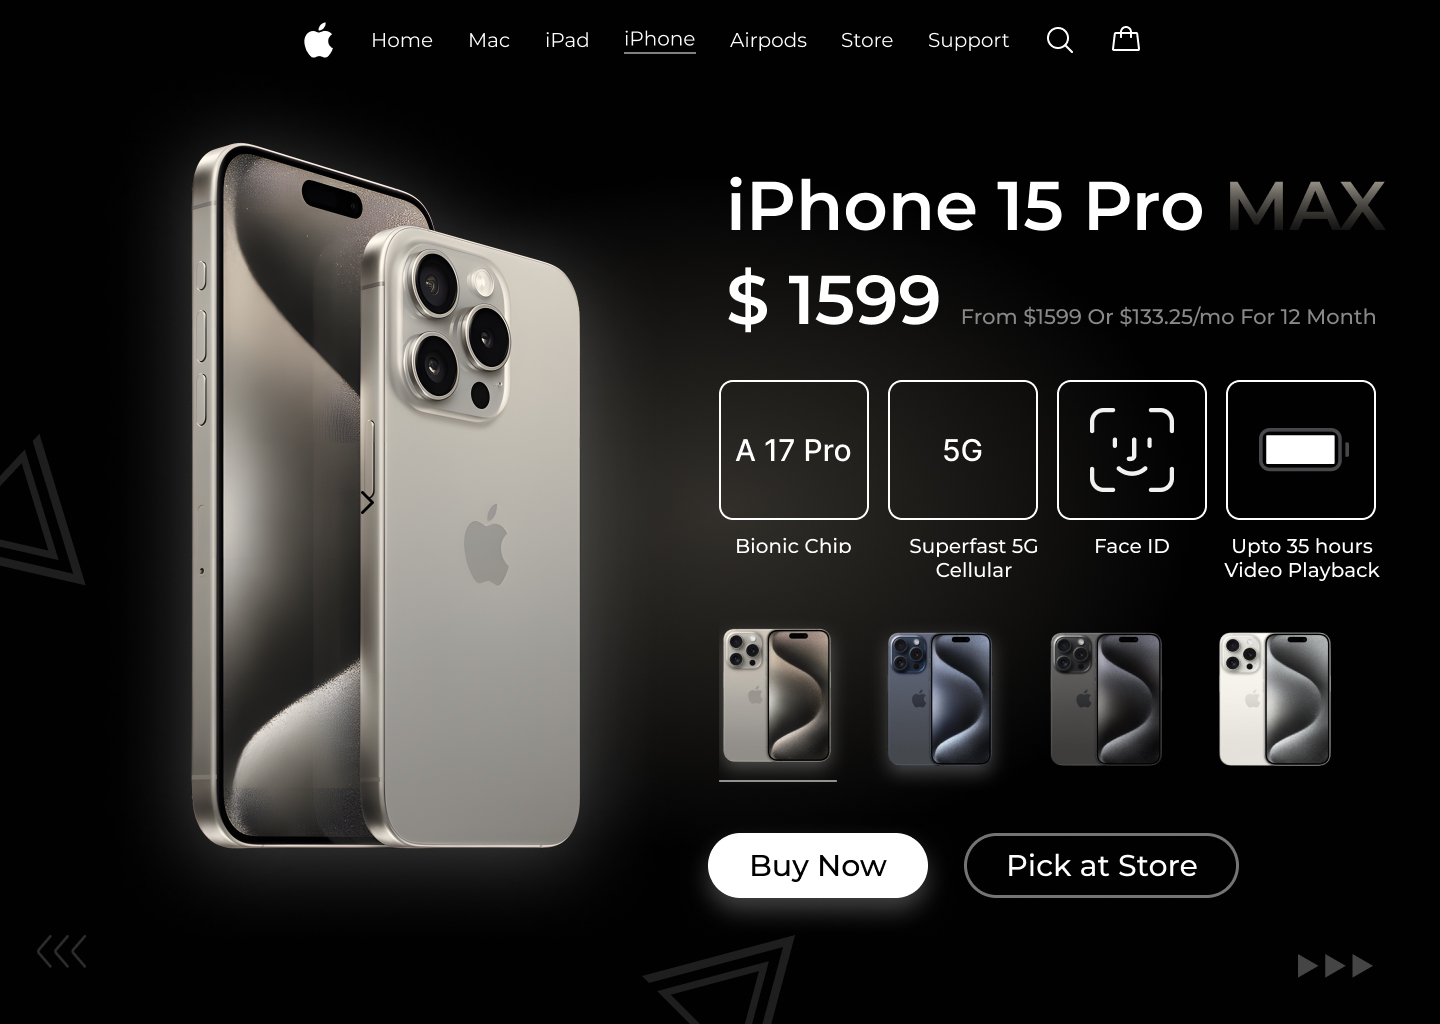 Home Mac iPad iPhone Airpods Store Support
iPhone 15 Pro MAX
$ 1599 From $1599 Or $133.25/mo For 12 Month
A 17 Pro
5G
Bionic Chip
Superfast 5G
Cellular
Face ID
Upto 35 hours
Video Playback
Buy Now
Pick at Store